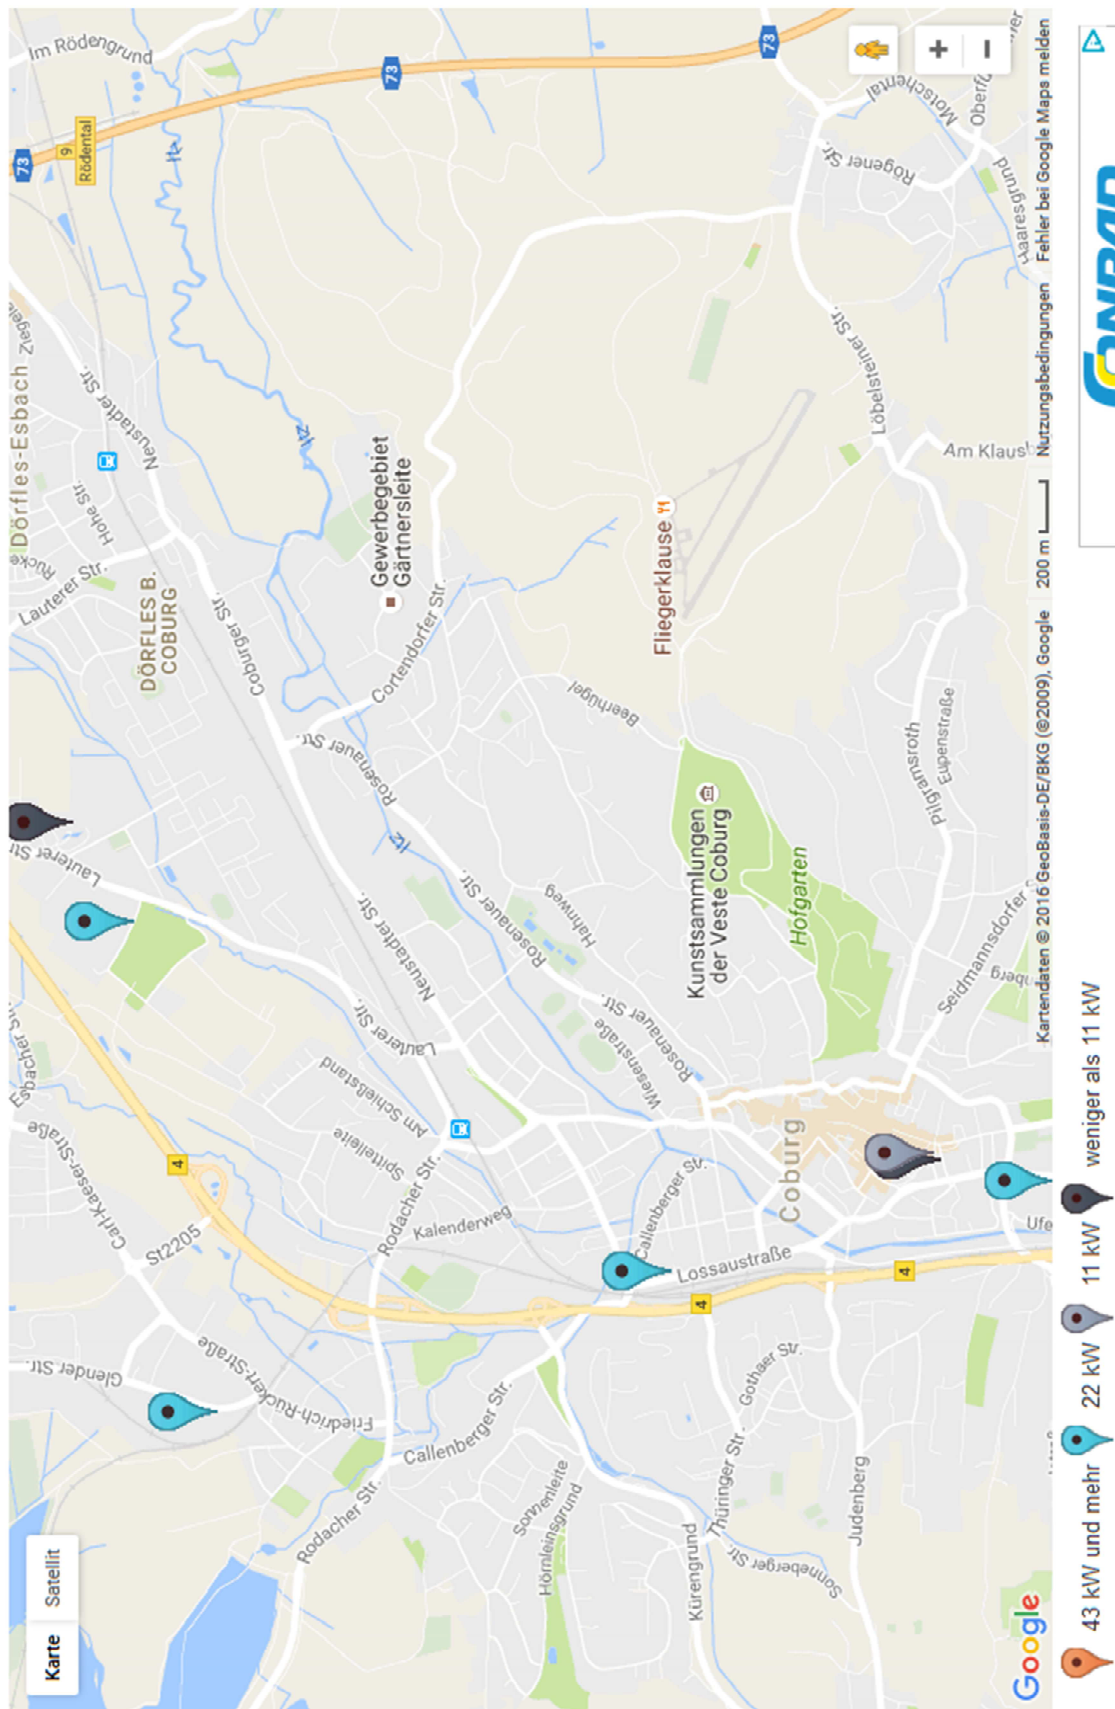 Karte
Satellit
Im Rödengrund
73
73
73
9
Rödental
Itz
Itz
Itz
Dörfles-Esbach
Neustadter Str.
Hohe Str.
Lauterer Str.
DÖRFLES B.
COBURG
Coburger Str.
Gewerbegebiet
Gärtnersleite
Cortendorfer Str.
Rosenauer Str.
Rosenauer Str.
Rosenauer Str.
Lauterer Str.
Lauterer Str.
Neustadter Str.
Hahnweg
Wiesenstraße
Beerhügel
Fliegerklause
Löbelsteiner Str.
Rögener Str.
Motschental
Haaresgrund
Am Klausb
Pilgramsroth
Eupenstraße
Seidmannsdorfer S
Kunstsammlungen
der Veste Coburg
Hofgarten
Coburg
Am Schießstand
Spittelleite
Kalenderweg
Rodacher Str.
Rodacher Str.
Carl-Kaeser-Straße
St2205
4
4
4
Glender Str.
Friedrich-Rückert-Straße
Callenberger Str.
Callenberger Str.
Lossaustraße
Sonnenleite
Hörnleinsgrund
Kürengrund
Thüringer Str.
Gothaer Str.
Sonneberger Str.
Judenberg
Ufe
Google
Kartendaten © 2016 GeoBasis-DE/BKG (©2009), Google
200 m
Nutzungsbedingungen
Fehler bei Google Maps melden
43 kW und mehr
22 kW
11 kW
weniger als 11 kW
CONRAD